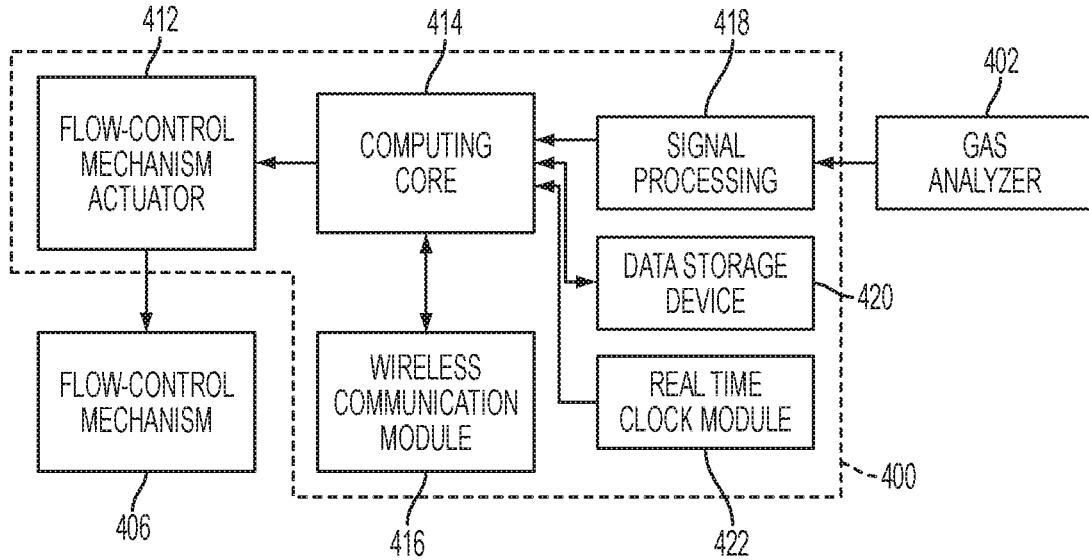 412
414
418
402
FLOW-CONTROL
MECHANISM
ACTUATOR
COMPUTING
CORE
SIGNAL
PROCESSING
GAS
ANALYZER
DATA STORAGE
DEVICE
420
FLOW-CONTROL
MECHANISM
WIRELESS
COMMUNICATION
MODULE
REAL TIME
CLOCK MODULE
400
406
416
422